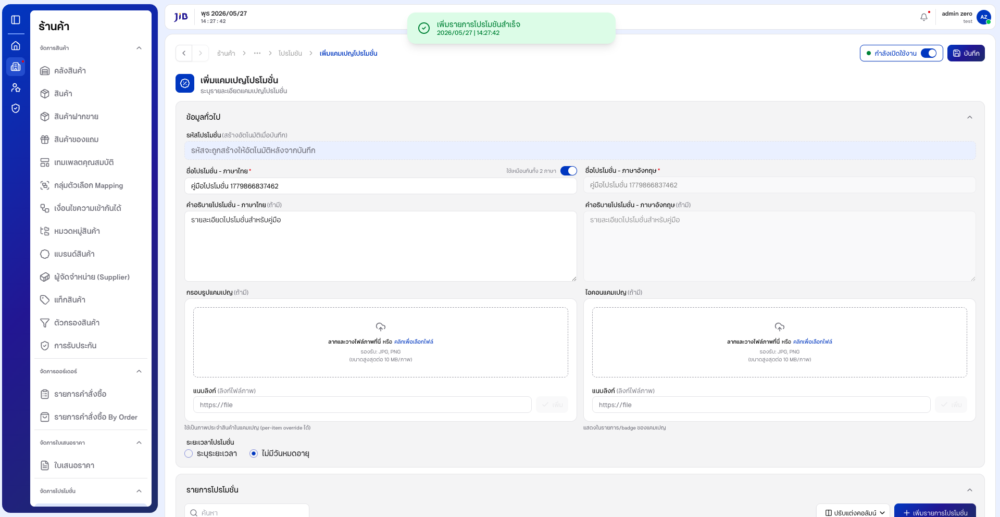 ร้านค้า
จัดการสินค้า
คลังสินค้า
สินค้า
สินค้าฝากขาย
สินค้าของแถม
เทมเพลตคุณสมบัติ
กลุ่มตัวเลือก Mapping
เงื่อนไขความเข้ากันได้
หมวดหมู่สินค้า
แบรนด์สินค้า
ผู้จัดจำหน่าย (Supplier)
แท็กสินค้า
ตัวกรองสินค้า
การรับประกัน
จัดการออร์เดอร์
รายการคำสั่งซื้อ
รายการคำสั่งซื้อ By Order
จัดการใบเสนอราคา
ใบเสนอราคา
จัดการโปรโมชั่น
JIB
พุธ 2026/05/27
14 : 27 : 42
เพิ่มรายการโปรโมชันสำเร็จ
2026/05/27 | 14:27:42
admin zero
test
AZ
ร้านค้า
โปรโมชัน
เพิ่มแคมเปญโปรโมชั่น
กำลังเปิดใช้งาน
บันทึก
เพิ่มแคมเปญโปรโมชั่น
ระบุรายละเอียดแคมเปญโปรโมชั่น
ข้อมูลทั่วไป
รหัสโปรโมชั่น (สร้างอัตโนมัติเมื่อบันทึก)
รหัสจะถูกสร้างให้อัตโนมัติหลังจากบันทึก
ชื่อโปรโมชั่น - ภาษาไทย *
ใช้เหมือนกันทั้ง 2 ภาษา
ชื่อโปรโมชั่น - ภาษาอังกฤษ *
คู่มือโปรโมชั่น 1779866837462
คู่มือโปรโมชั่น 1779866837462
คำอธิบายโปรโมชั่น - ภาษาไทย (ถ้ามี)
คำอธิบายโปรโมชั่น - ภาษาอังกฤษ (ถ้ามี)
รายละเอียดโปรโมชั่นสำหรับคู่มือ
รายละเอียดโปรโมชั่นสำหรับคู่มือ
กรอบรูปแคมเปญ (ถ้ามี)
ไอคอนแคมเปญ (ถ้ามี)
ลากและวางไฟล์ภาพที่นี่ หรือ คลิกเพื่อเลือกไฟล์
รองรับ: JPG, PNG
(ขนาดสูงสุดต่อ 10 MB/ภาพ)
ลากและวางไฟล์ภาพที่นี่ หรือ คลิกเพื่อเลือกไฟล์
รองรับ: JPG, PNG
(ขนาดสูงสุดต่อ 10 MB/ภาพ)
แนบลิงก์ (ลิงก์ไฟล์ภาพ)
https://file
เพิ่ม
แนบลิงก์ (ลิงก์ไฟล์ภาพ)
https://file
เพิ่ม
ใช้เป็นภาพประจำสินค้าในแคมเปญ (per-item override ได้)
แสดงในรายการ/badge ของแคมเปญ
ระยะเวลาโปรโมชั่น
ระบุระยะเวลา
ไม่มีวันหมดอายุ
รายการโปรโมชั่น
ค้นหา
ปรับแต่งคอลัมน์
เพิ่มรายการโปรโมชั่น